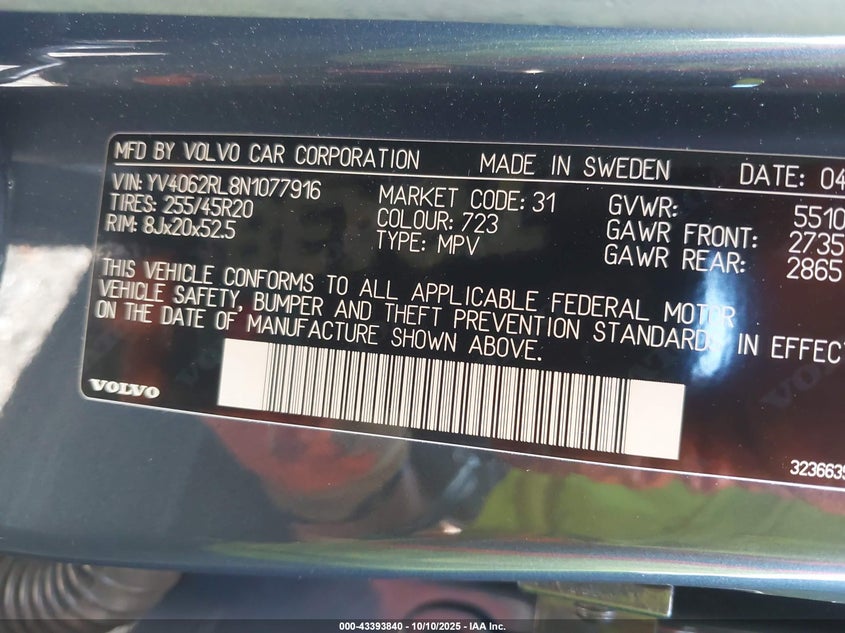 MFD BY VOLVO CAR CORPORATION MADE IN SWEDEN DATE: 04
VIN: YV4062RL8N1077916 MARKET CODE: 31 GVWR: 5510
TIRES: 255/45R20 COLOUR: 723 GAWR FRONT: 2735
RIM: 8Jx20x52.5 TYPE: MPV GAWR REAR: 2865
THIS VEHICLE CONFORMS TO ALL APPLICABLE FEDERAL MOTOR
VEHICLE SAFETY, BUMPER AND THEFT PREVENTION STANDARDS IN EFFECT
ON THE DATE OF MANUFACTURE SHOWN ABOVE.
VOLVO
3236639
000-43393840 - 10/10/2025 - IAA Inc.